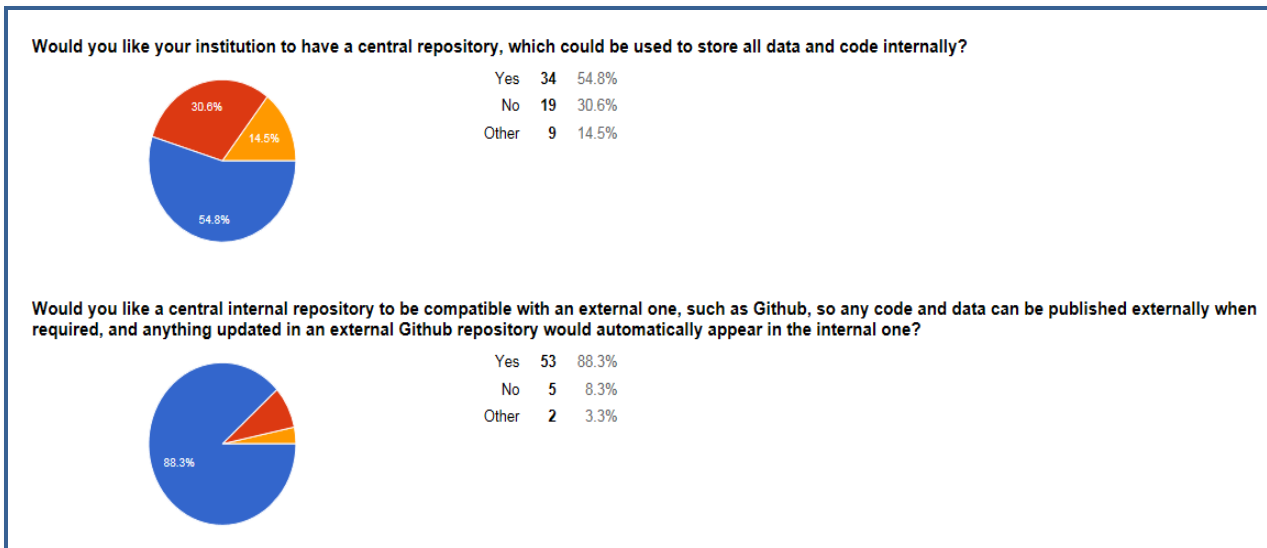 Would you like your institution to have a central repository, which could be used to store all data and code internally?
Yes 34 54.8%
No 19 30.6%
Other 9 14.5%
30.6%
14.5%
54.8%
Would you like a central internal repository to be compatible with an external one, such as Github, so any code and data can be published externally when
required, and anything updated in an external Github repository would automatically appear in the internal one?
Yes 53 88.3%
No 5 8.3%
Other 2 3.3%
88.3%